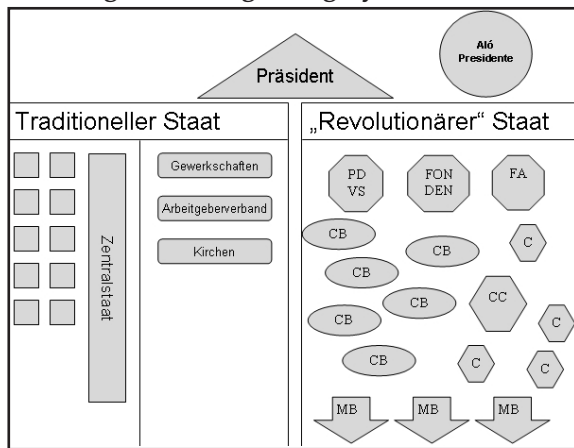 Aló
Presidente
Präsident
Traditioneller Staat
„Revolutionärer“ Staat
Zentralstaat
Gewerkschaften
Arbeitgeberverband
Kirchen
PD
VS
FON
DEN
FA
CB
CB
C
CB
CC
CB
CB
C
CB
C
C
MB
MB
MB